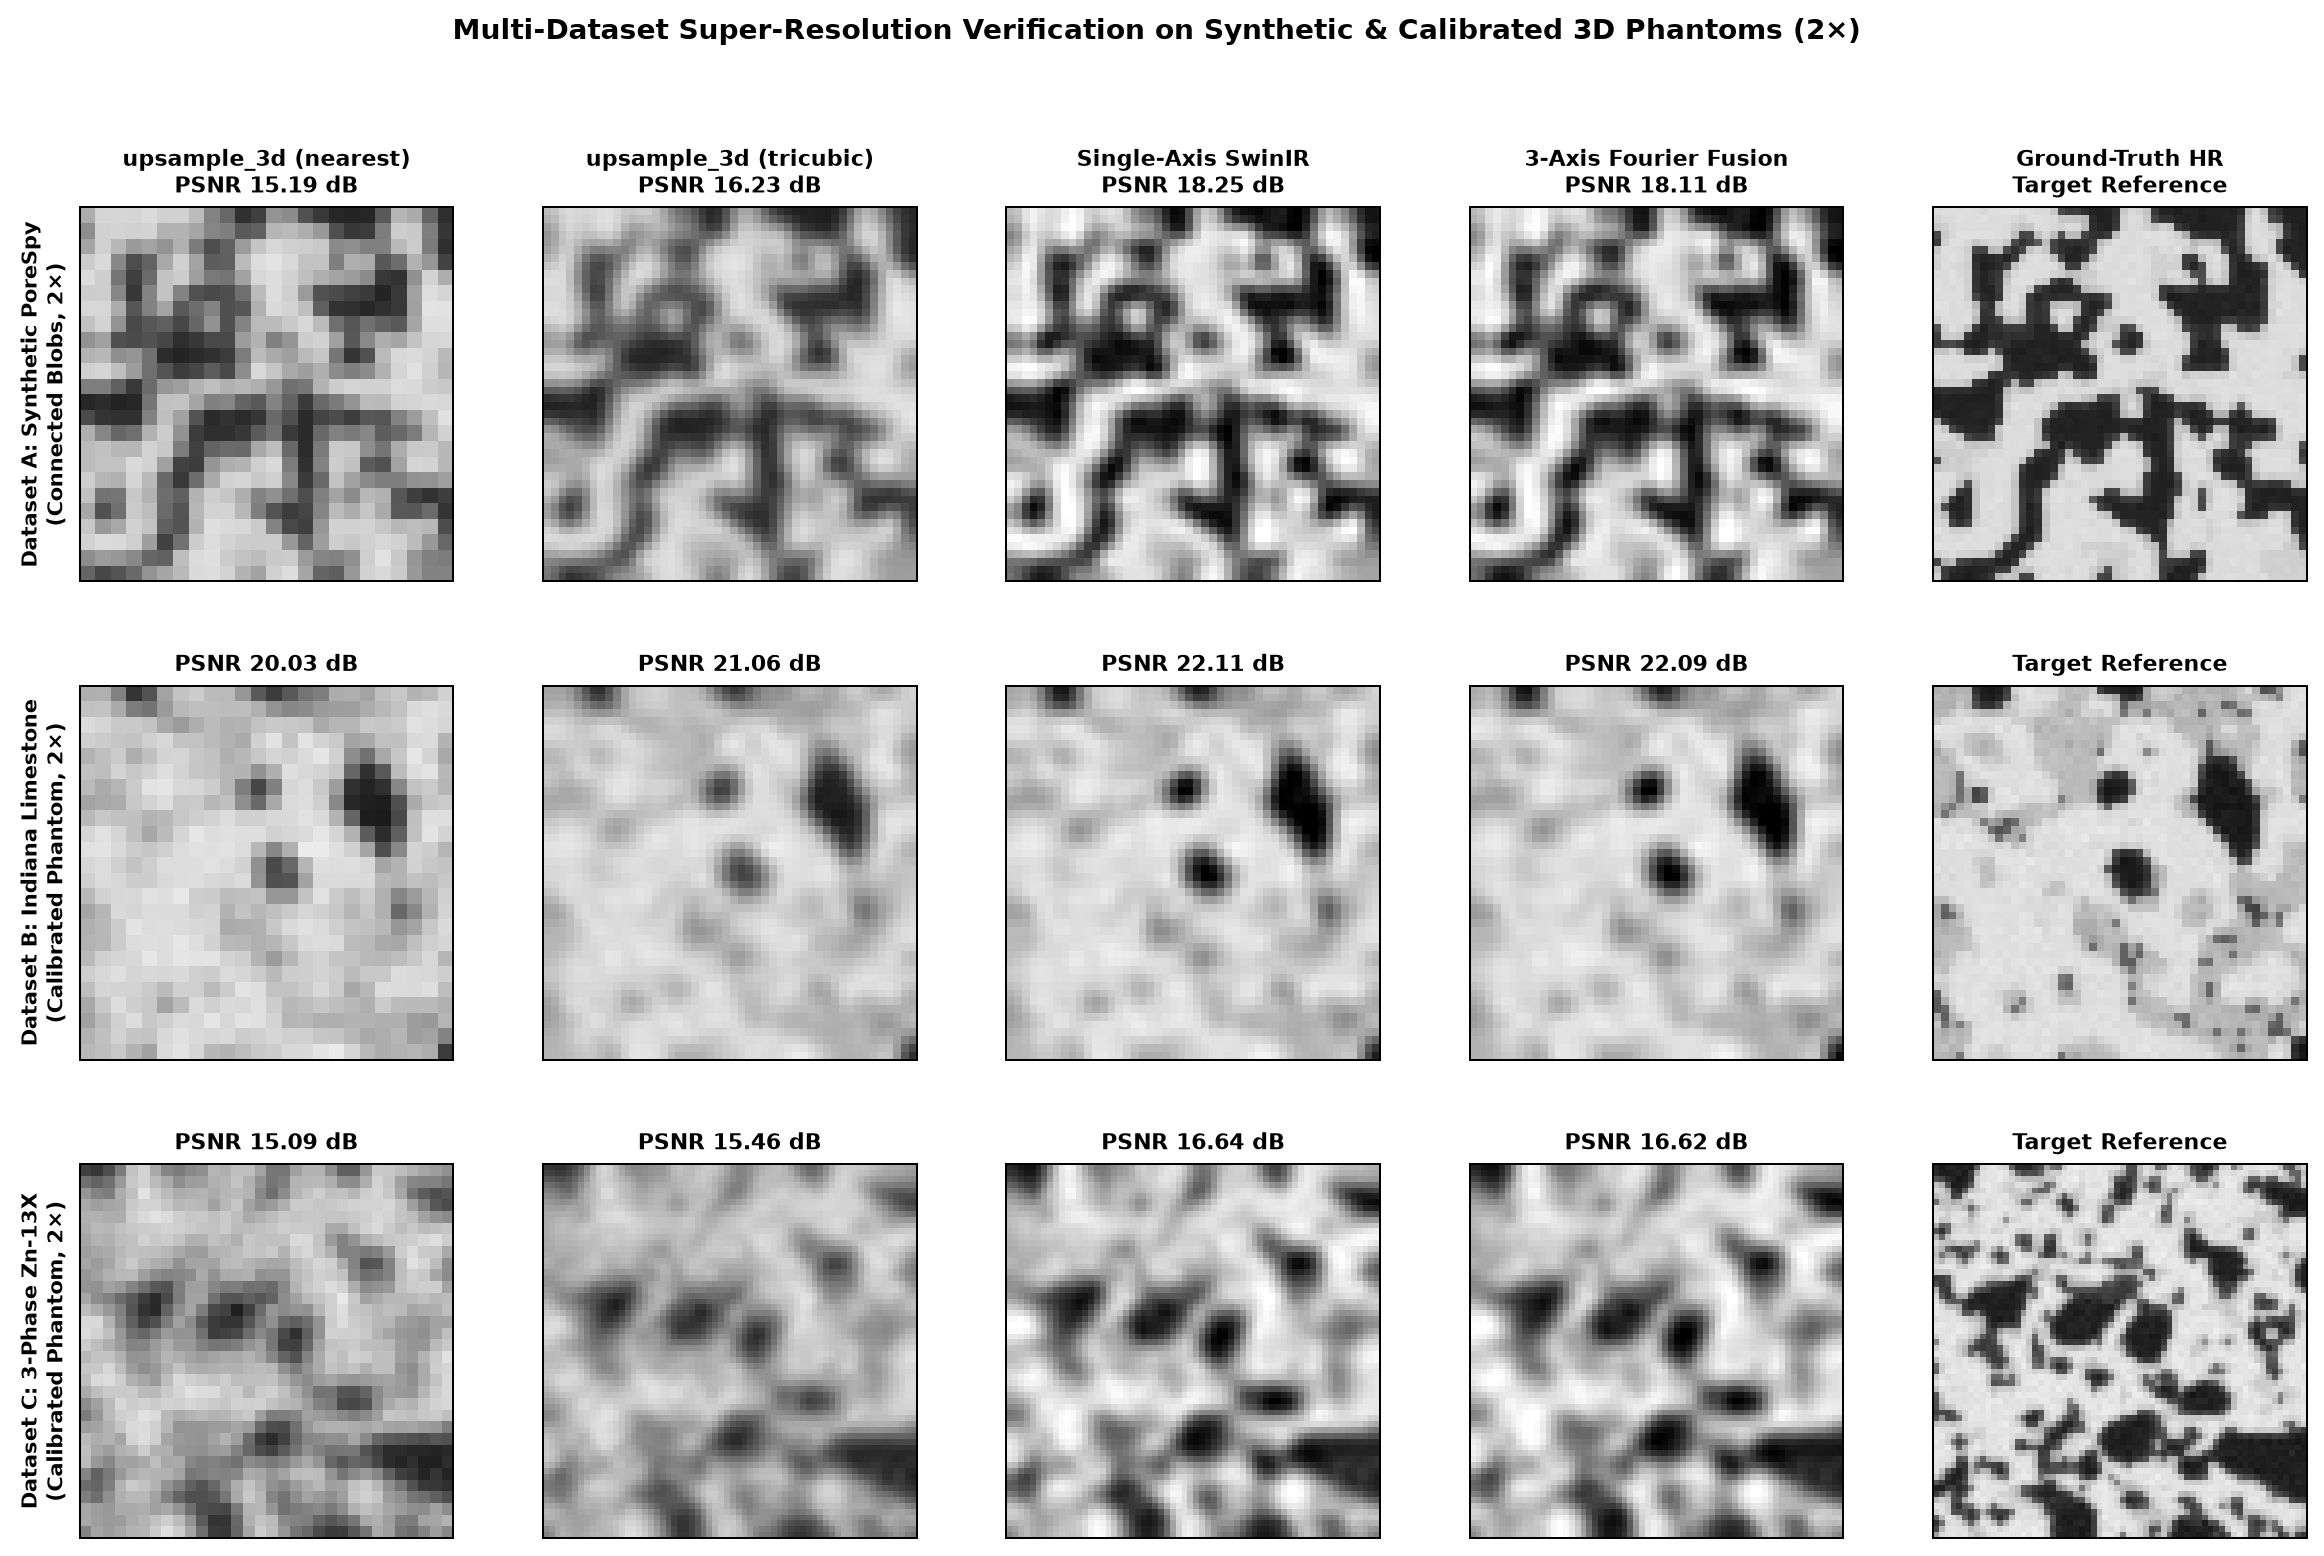 Multi-Dataset Super-Resolution Verification on Synthetic & Calibrated 3D Phantoms (2×)
upsample_3d (nearest)
PSNR 15.19 dB
upsample_3d (tricubic)
PSNR 16.23 dB
Single-Axis SwinIR
PSNR 18.25 dB
3-Axis Fourier Fusion
PSNR 18.11 dB
Ground-Truth HR
Target Reference
Dataset A: Synthetic PoreSpy
(Connected Blobs, 2×)
PSNR 20.03 dB
PSNR 21.06 dB
PSNR 22.11 dB
PSNR 22.09 dB
Target Reference
Dataset B: Indiana Limestone
(Calibrated Phantom, 2×)
PSNR 15.09 dB
PSNR 15.46 dB
PSNR 16.64 dB
PSNR 16.62 dB
Target Reference
Dataset C: 3-Phase Zn-13X
(Calibrated Phantom, 2×)